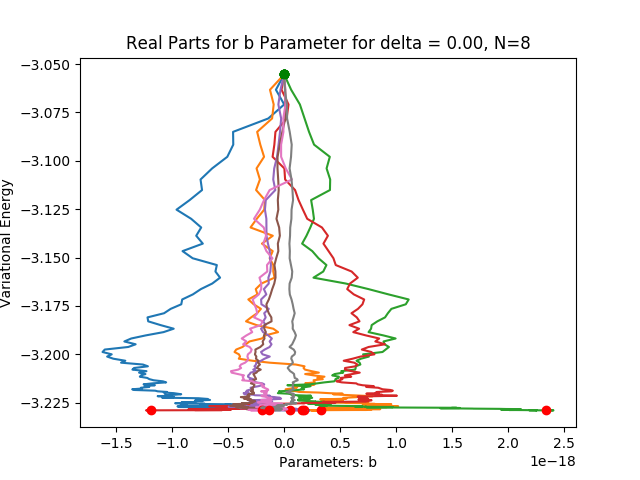 Real Parts for b Parameter for delta = 0.00, N=8
−3.050
−3.075
−3.100
−3.125
−3.150
−3.175
−3.200
−3.225
Variational Energy
−1.5 −1.0 −0.5 0.0 0.5 1.0 1.5 2.0 2.5
Parameters: b
1e−18